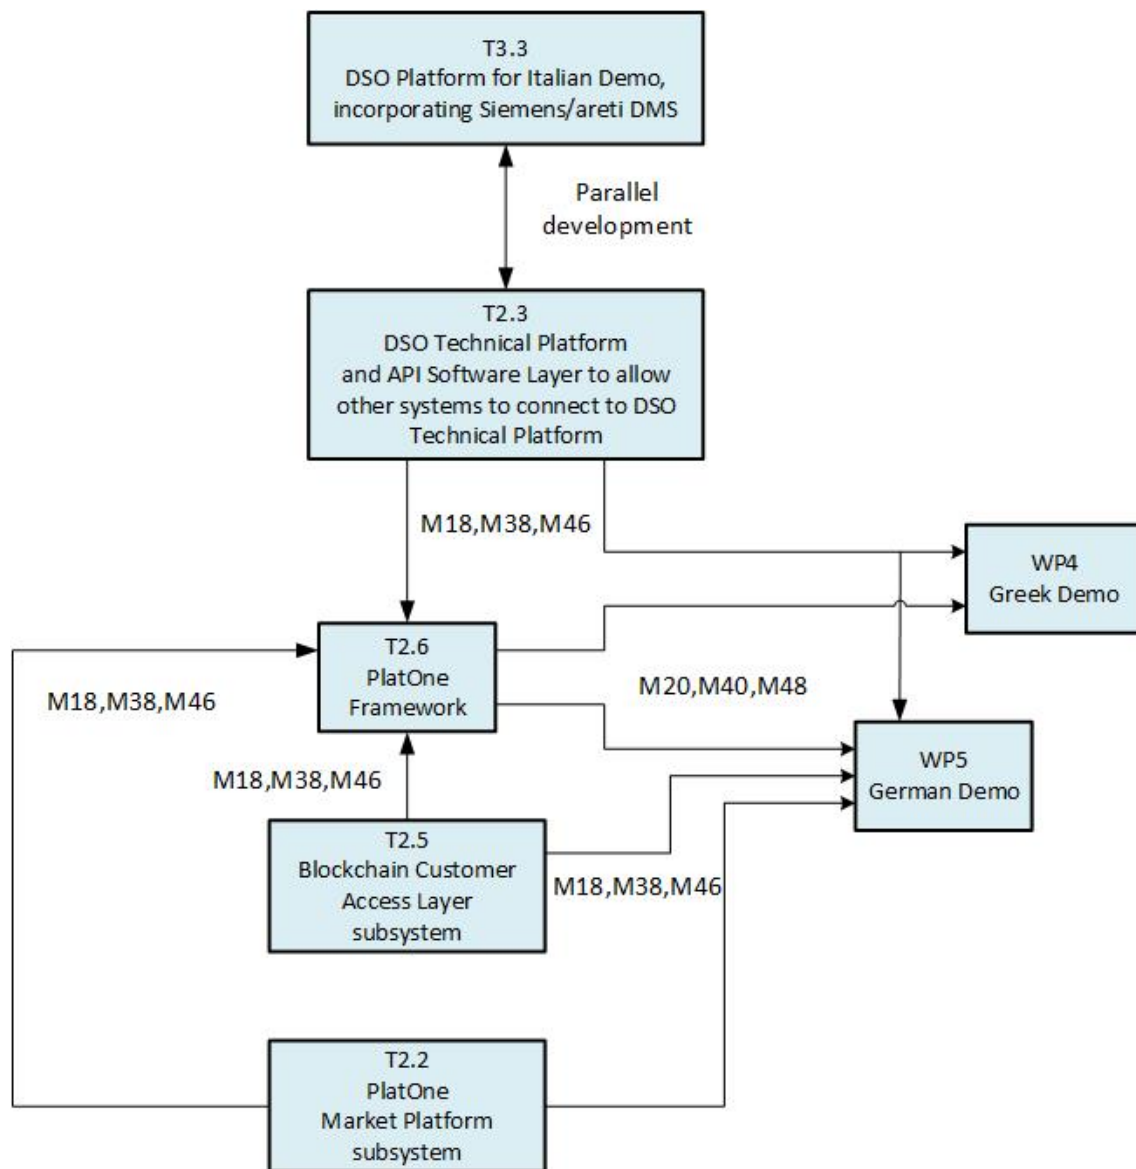 T3.3
DSO Platform for Italian Demo,
incorporating Siemens/areti DMS
Parallel
development
T2.3
DSO Technical Platform
and API Software Layer to allow
other systems to connect to DSO
Technical Platform
M18,M38,M46
WP4
Greek Demo
T2.6
PlatOne
Framework
M18,M38,M46
M20,M40,M48
WP5
German Demo
M18,M38,M46
T2.5
Blockchain Customer
Access Layer
subsystem
M18,M38,M46
T2.2
PlatOne
Market Platform
subsystem